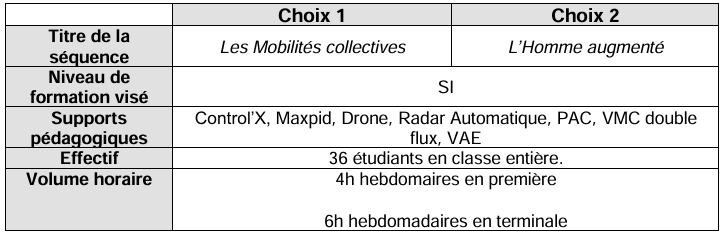 Choix 1 Choix 2
Titre de la séquence Les Mobilités collectives L'Homme augmenté
Niveau de formation visé SI
Supports pédagogiques Control'X, Maxpid, Drone, Radar Automatique, PAC, VMC double flux, VAE
Effectif 36 étudiants en classe entière.
Volume horaire 4h hebdomaires en première
6h hebdomadaires en terminale